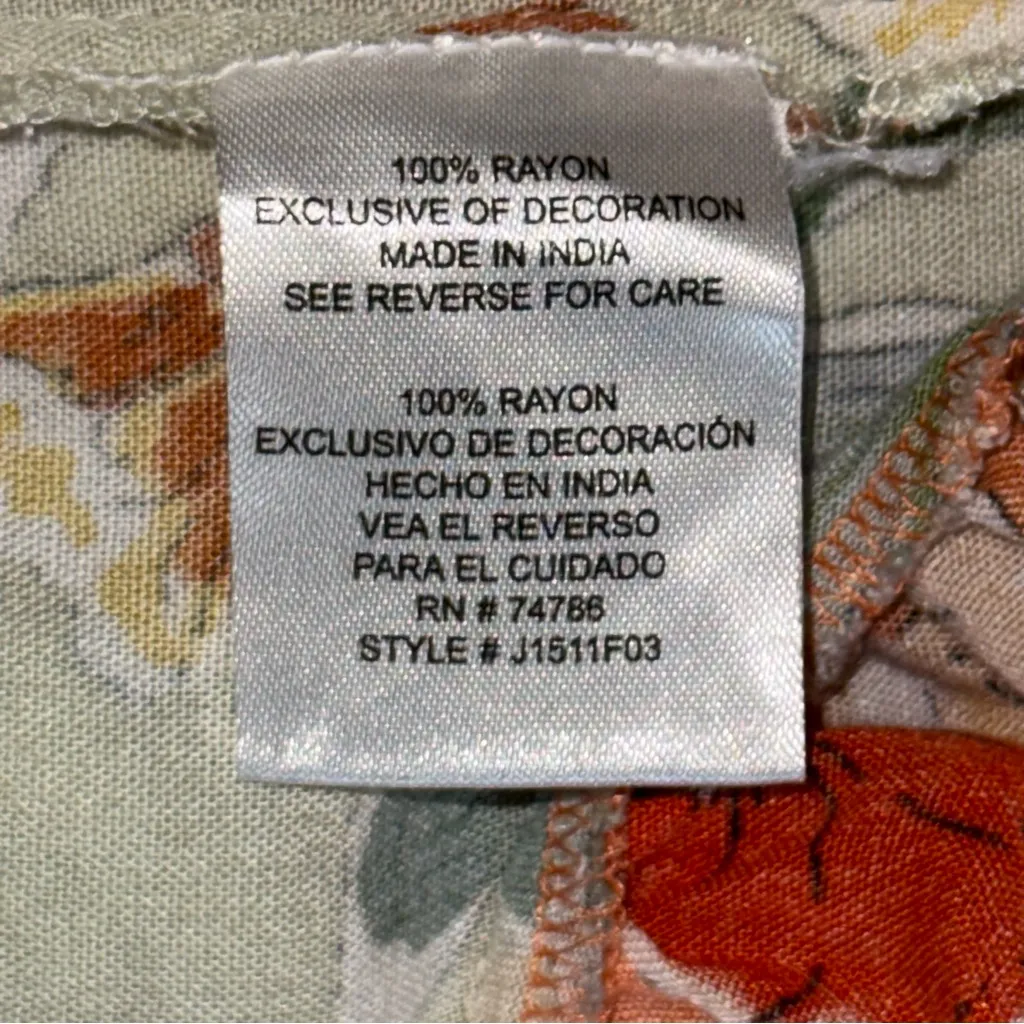 100% RAYON
EXCLUSIVE OF DECORATION
MADE IN INDIA
SEE REVERSE FOR CARE
100% RAYON
EXCLUSIVO DE DECORACIÓN
HECHO EN INDIA
VEA EL REVERSO
PARA EL CUIDADO
RN # 74786
STYLE # J1511F03